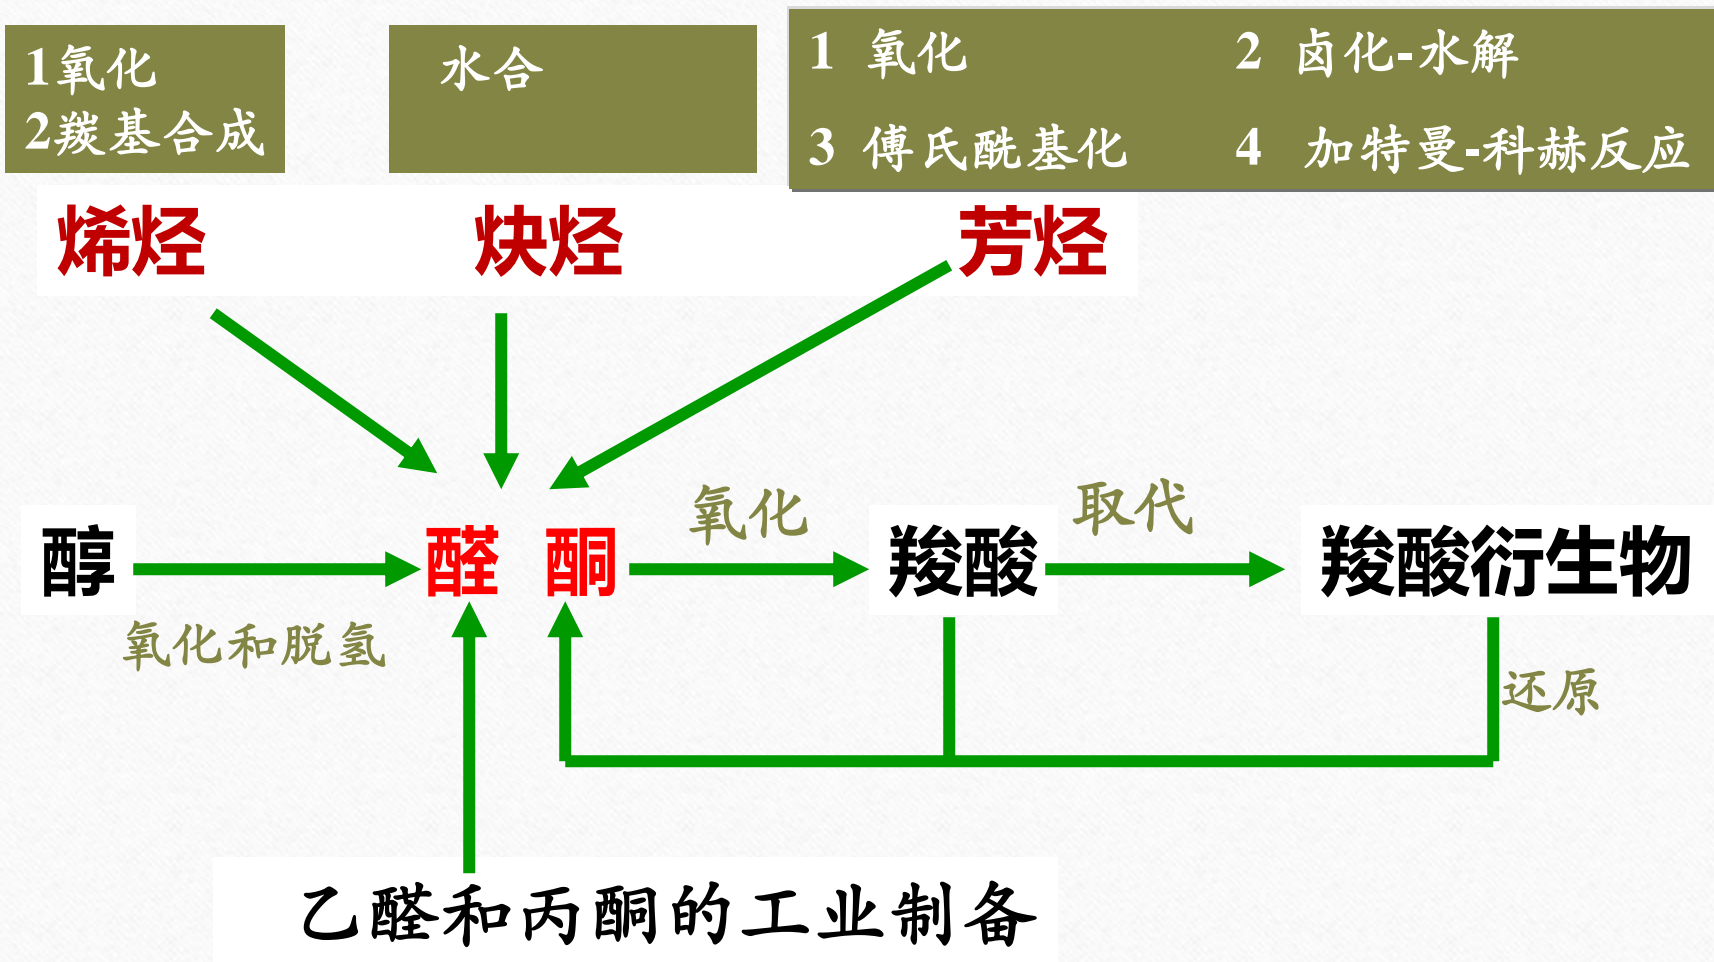 1氧化
2羰基合成
水合
1 氧化 2 卤化-水解
3 傅氏酰基化 4 加特曼-科赫反应
烯烃 炔烃 芳烃
氧化 取代
醇 醛 酮 羧酸 羧酸衍生物
氧化和脱氢
还原
乙醛和丙酮的工业制备